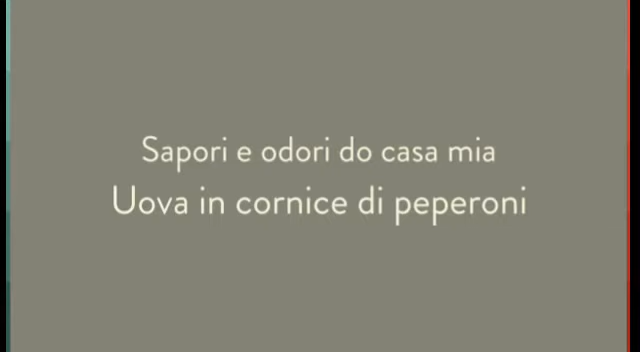 Sapori e odori do casa mia
Uova in cornice di peperoni